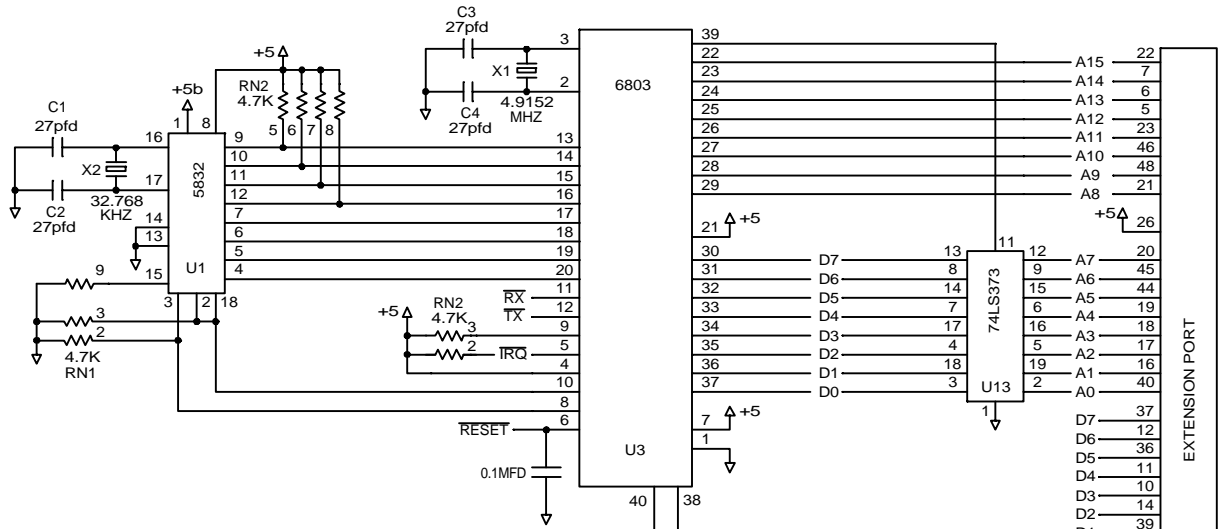 C3
27pfd
X1
C4
27pfd
4.9152
MHZ
3
2
+5
RN2
4.7K
5 6 7 8
+5b
1
8
C1
27pfd
X2
C2
27pfd
32.768
KHZ
16
17
14
13
15
5832
U1
9
10
11
12
7
6
5
4
3
2
18
9
3
2
4.7K
RN1
6803
U3
13
14
15
16
17
18
19
20
11
12
9
5
4
10
8
6
RX
TX
+5
RN2
4.7K
3
2
IRQ
RESET
0.1MFD
39
22
23
24
25
26
27
28
29
21
+5
30
31
32
33
34
35
36
37
7
+5
1
40
38
D7
D6
D5
D4
D3
D2
D1
D0
13
8
14
7
17
4
18
3
11
74LS373
U13
1
12
9
15
6
16
5
19
2
A15 22
A14 7
A13 6
A12 5
A11 23
A10 46
A9 48
A8 21
+5 26
A7 20
A6 45
A5 44
A4 19
A3 18
A2 17
A1 16
A0 40
D7 37
D6 12
D5 36
D4 11
D3 10
D2 14
39
EXTENSION PORT